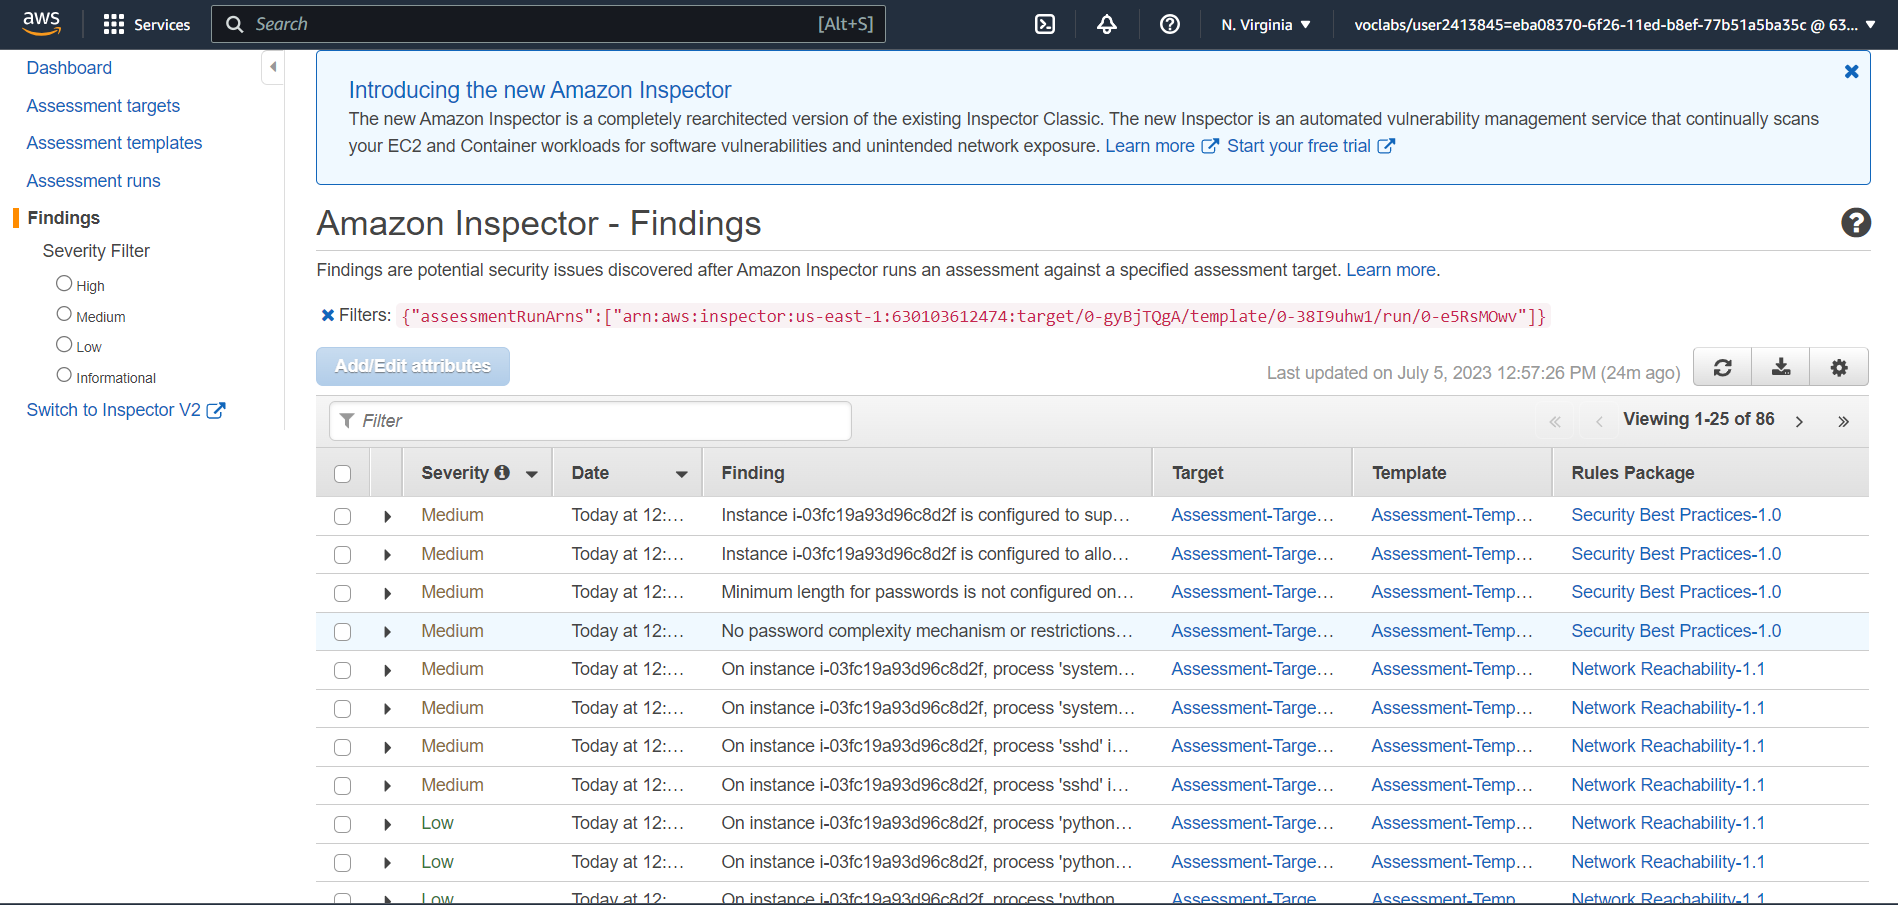 aws
Services
Search
[Alt+S]
N. Virginia
voclabs/user2413845=eba08370-6f26-11ed-b8ef-77b51a5ba35c @ 63...
Dashboard
Assessment targets
Assessment templates
Assessment runs
Findings
Severity Filter
High
Medium
Low
Informational
Switch to Inspector V2
Introducing the new Amazon Inspector
The new Amazon Inspector is a completely rearchitected version of the existing Inspector Classic. The new Inspector is an automated vulnerability management service that continually scans
your EC2 and Container workloads for software vulnerabilities and unintended network exposure. Learn more Start your free trial
Amazon Inspector - Findings
Findings are potential security issues discovered after Amazon Inspector runs an assessment against a specified assessment target. Learn more.
Filters: {"assessmentRunArns":["arn:aws:inspector:us-east-1:630103612474:target/0-gyBjTQgA/template/0-38I9uhw1/run/0-e5RsMOwv"]}
Add/Edit attributes
Last updated on July 5, 2023 12:57:26 PM (24m ago)
Filter
Viewing 1-25 of 86
Severity Date Finding Target Template Rules Package
Medium Today at 12:... Instance i-03fc19a93d96c8d2f is configured to sup... Assessment-Targe... Assessment-Temp... Security Best Practices-1.0
Medium Today at 12:... Instance i-03fc19a93d96c8d2f is configured to allo... Assessment-Targe... Assessment-Temp... Security Best Practices-1.0
Medium Today at 12:... Minimum length for passwords is not configured on... Assessment-Targe... Assessment-Temp... Security Best Practices-1.0
Medium Today at 12:... No password complexity mechanism or restrictions... Assessment-Targe... Assessment-Temp... Security Best Practices-1.0
Medium Today at 12:... On instance i-03fc19a93d96c8d2f, process 'system... Assessment-Targe... Assessment-Temp... Network Reachability-1.1
Medium Today at 12:... On instance i-03fc19a93d96c8d2f, process 'system... Assessment-Targe... Assessment-Temp... Network Reachability-1.1
Medium Today at 12:... On instance i-03fc19a93d96c8d2f, process 'sshd' i... Assessment-Targe... Assessment-Temp... Network Reachability-1.1
Medium Today at 12:... On instance i-03fc19a93d96c8d2f, process 'sshd' i... Assessment-Targe... Assessment-Temp... Network Reachability-1.1
Low Today at 12:... On instance i-03fc19a93d96c8d2f, process 'python... Assessment-Targe... Assessment-Temp... Network Reachability-1.1
Low Today at 12:... On instance i-03fc19a93d96c8d2f, process 'python... Assessment-Targe... Assessment-Temp... Network Reachability-1.1
Low Today at 12:... On instance i-03fc19a93d96c8d2f, process 'python... Assessment-Targe... Assessment-Temp... Network Reachability-1.1